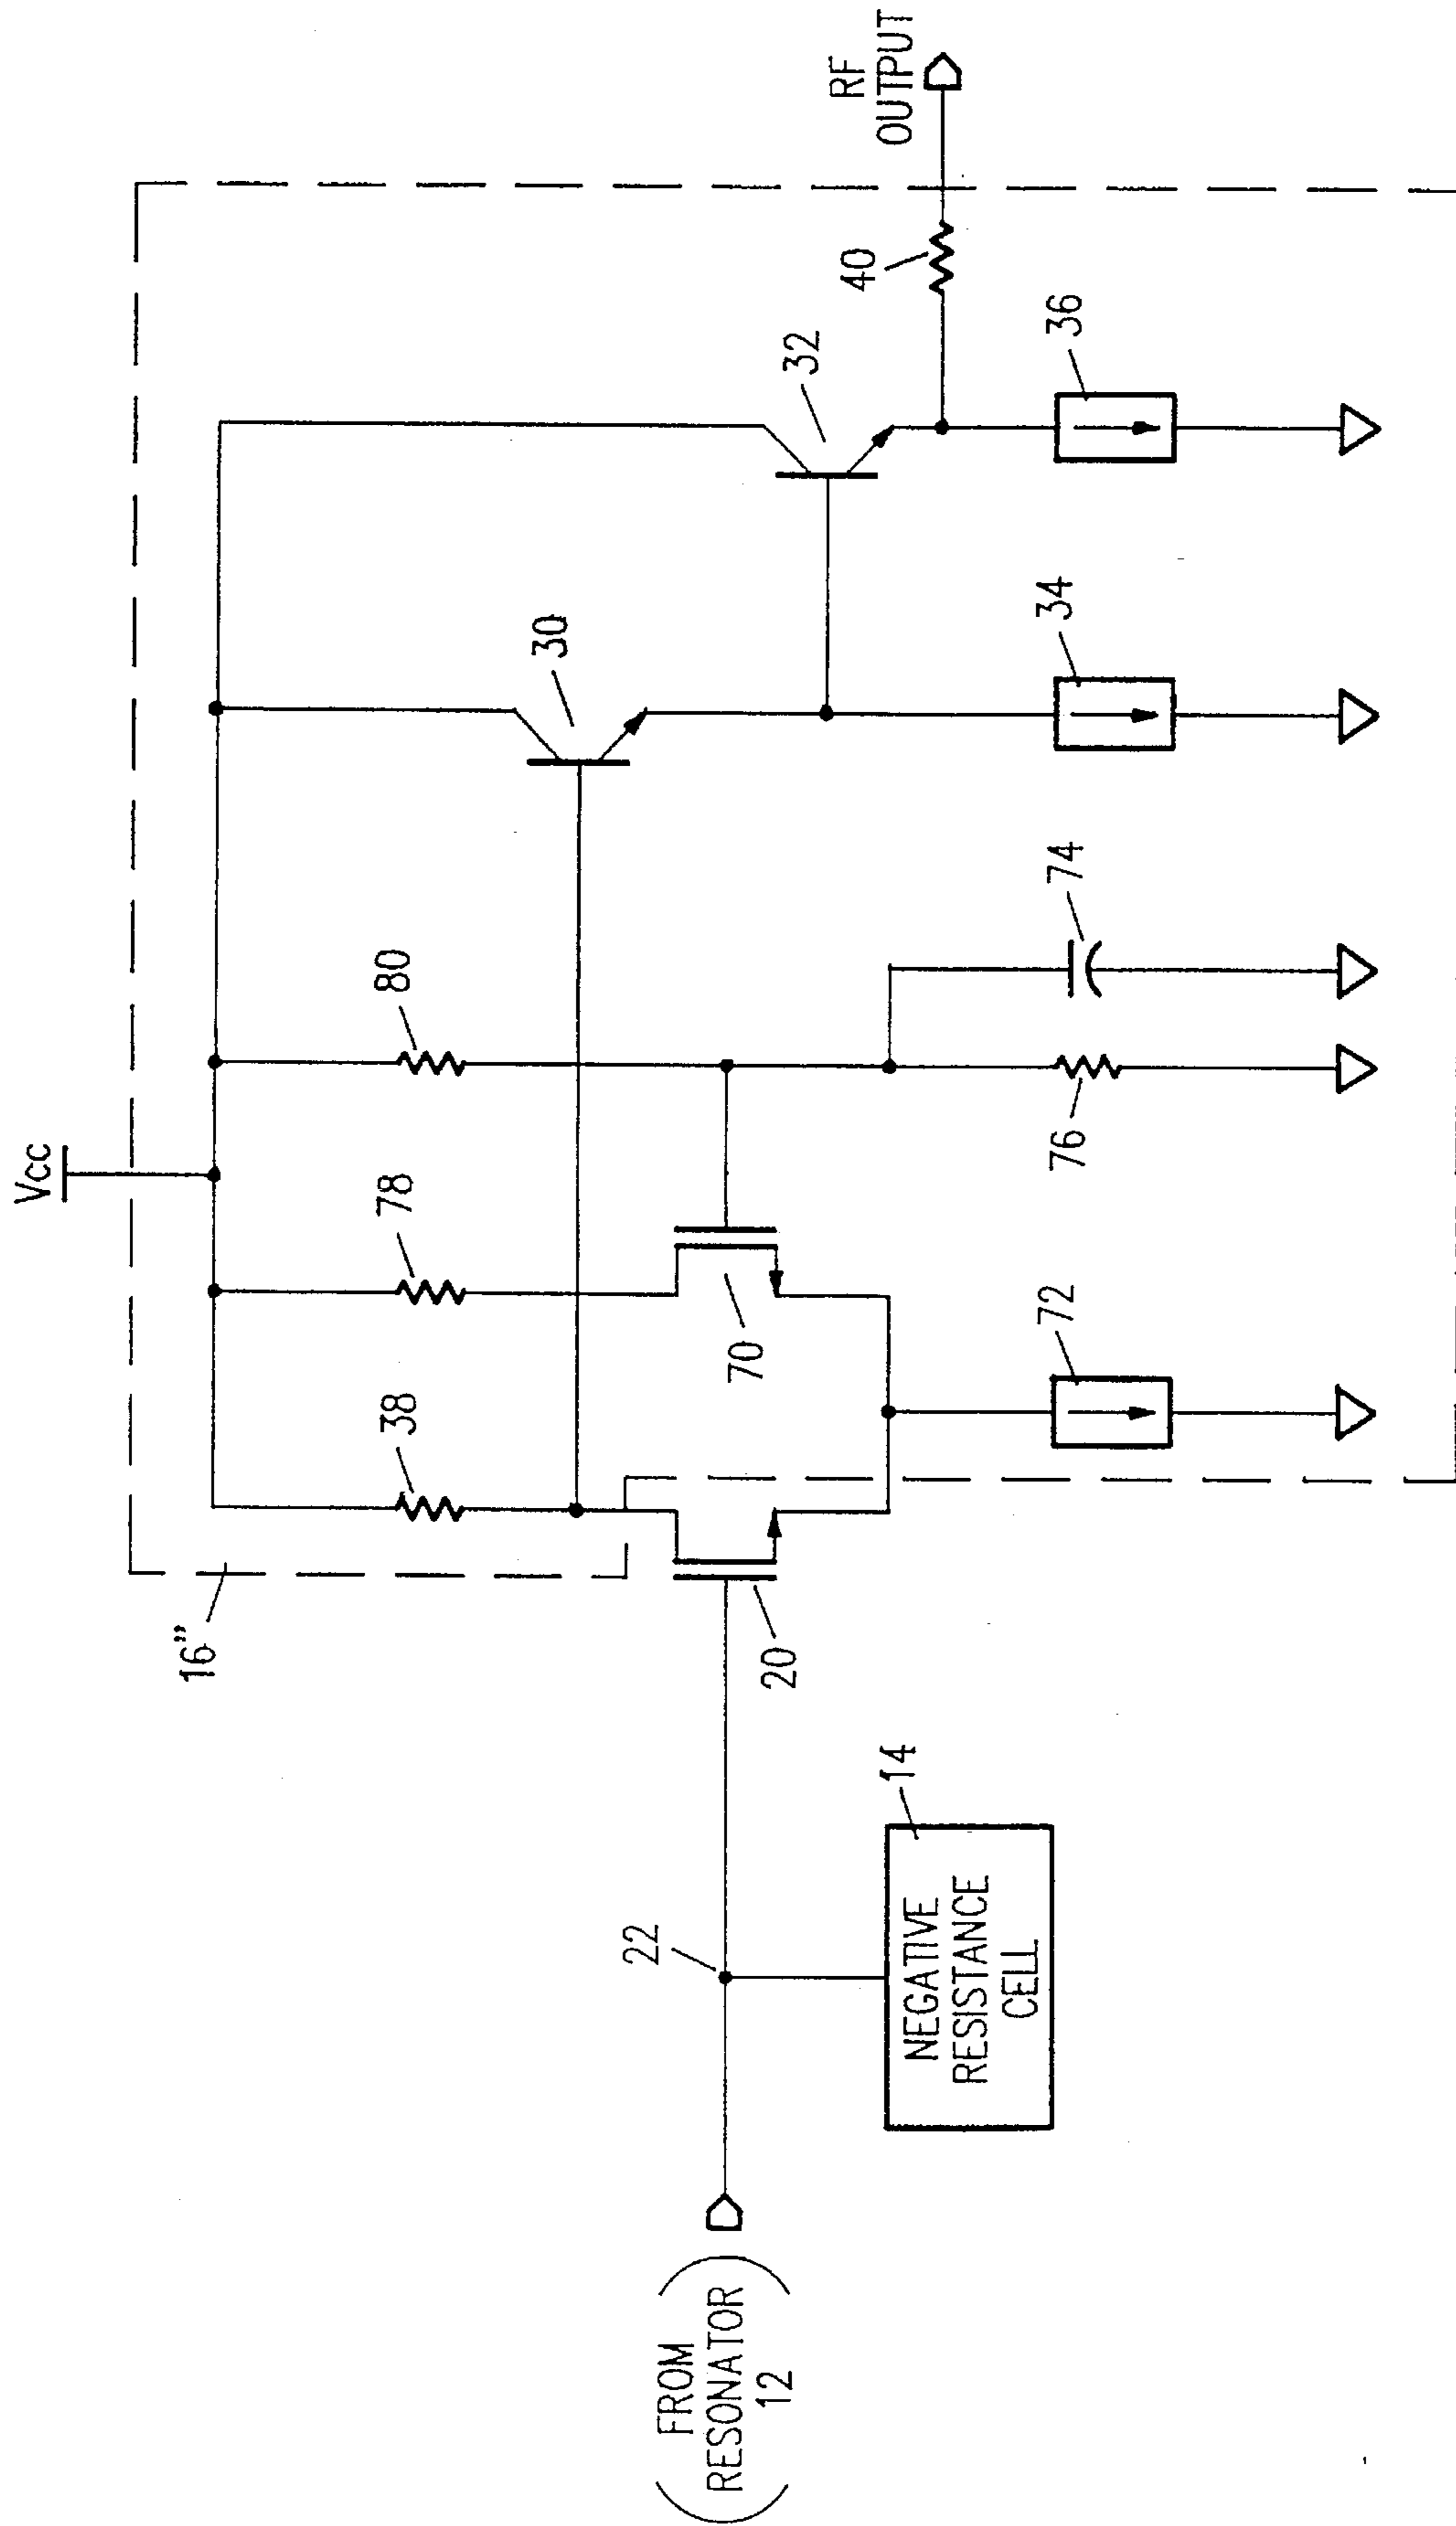 Vcc
16”
38
78
80
30
32
40
RF
OUTPUT
20
70
22
(FROM
RESONATOR
12)
14
NEGATIVE
RESISTANCE
CELL
72
76
74
34
36